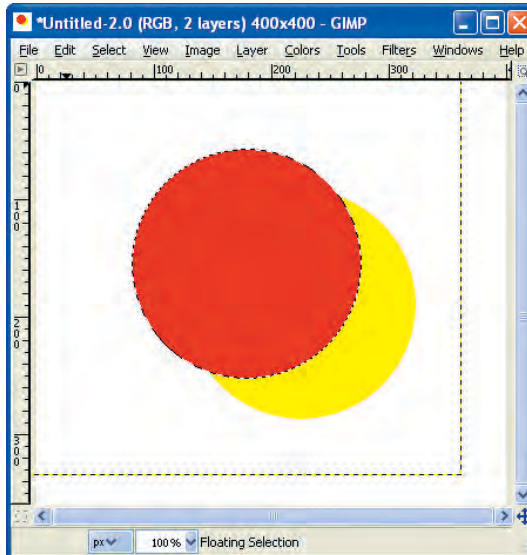 *Untitled-2.0 (RGB, 2 layers) 400x400 - GIMP
File Edit Select View Image Layer Colors Tools Filters Windows Help
0 100 200 300
0
100
200
300
px 100% Floating Selection